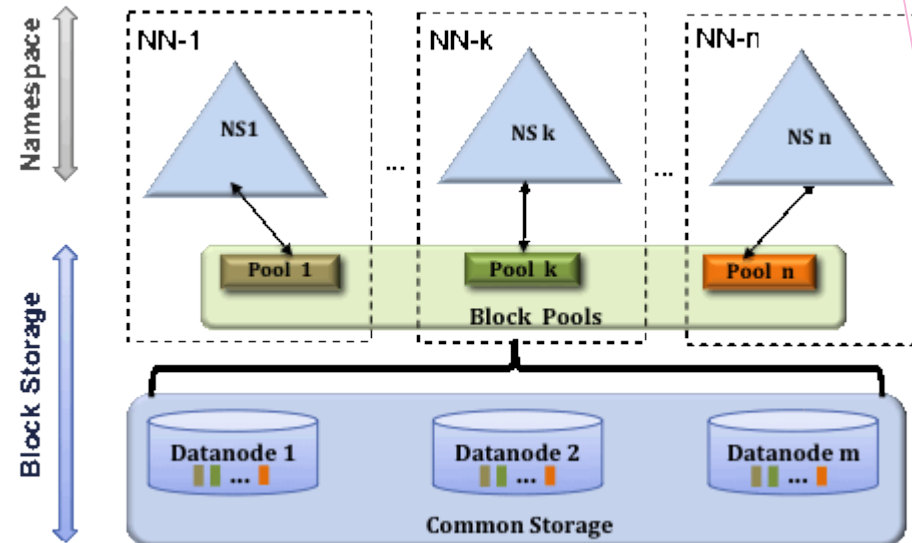 Namespace
NN-1
NN-k
NN-n
NS1
...
NS k
...
NS n
Block Storage
Pool 1
Pool k
Pool n
Block Pools
Datanode 1
...
Datanode 2
...
Datanode m
...
Common Storage